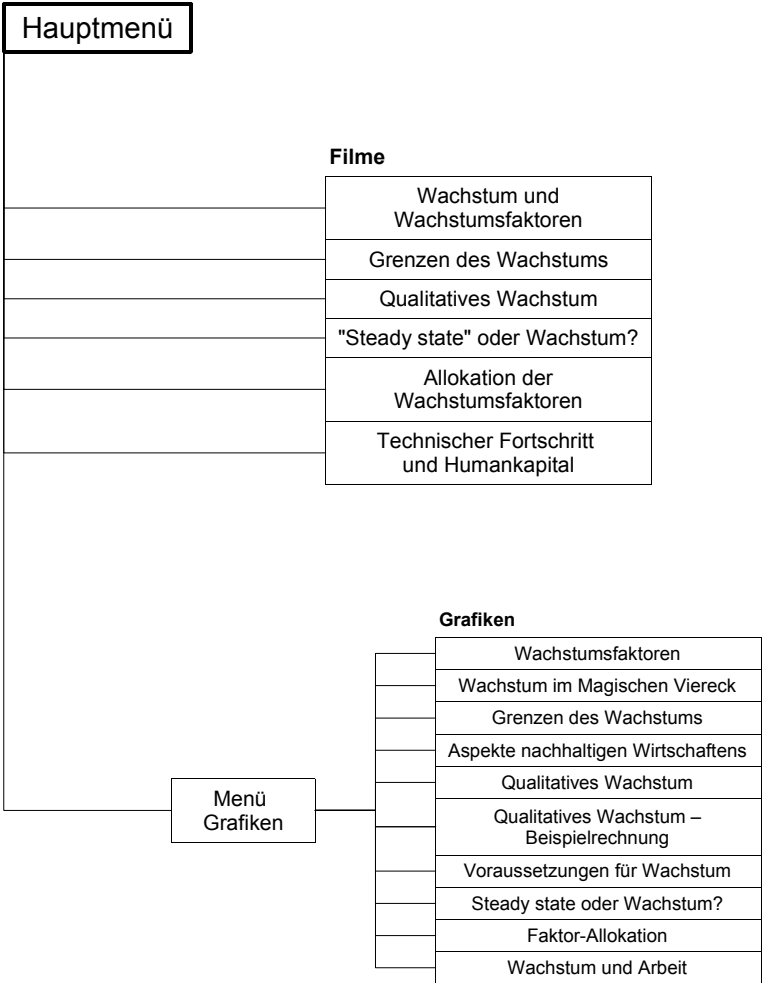 Hauptmenü
Filme
Wachstum und
Wachstumsfaktoren
Grenzen des Wachstums
Qualitatives Wachstum
"Steady state" oder Wachstum?
Allokation der
Wachstumsfaktoren
Technischer Fortschritt
und Humankapital
Menü
Grafiken
Grafiken
Wachstumsfaktoren
Wachstum im Magischen Viereck
Grenzen des Wachstums
Aspekte nachhaltigen Wirtschaftens
Qualitatives Wachstum
Qualitatives Wachstum –
Beispielrechnung
Voraussetzungen für Wachstum
Steady state oder Wachstum?
Faktor-Allokation
Wachstum und Arbeit